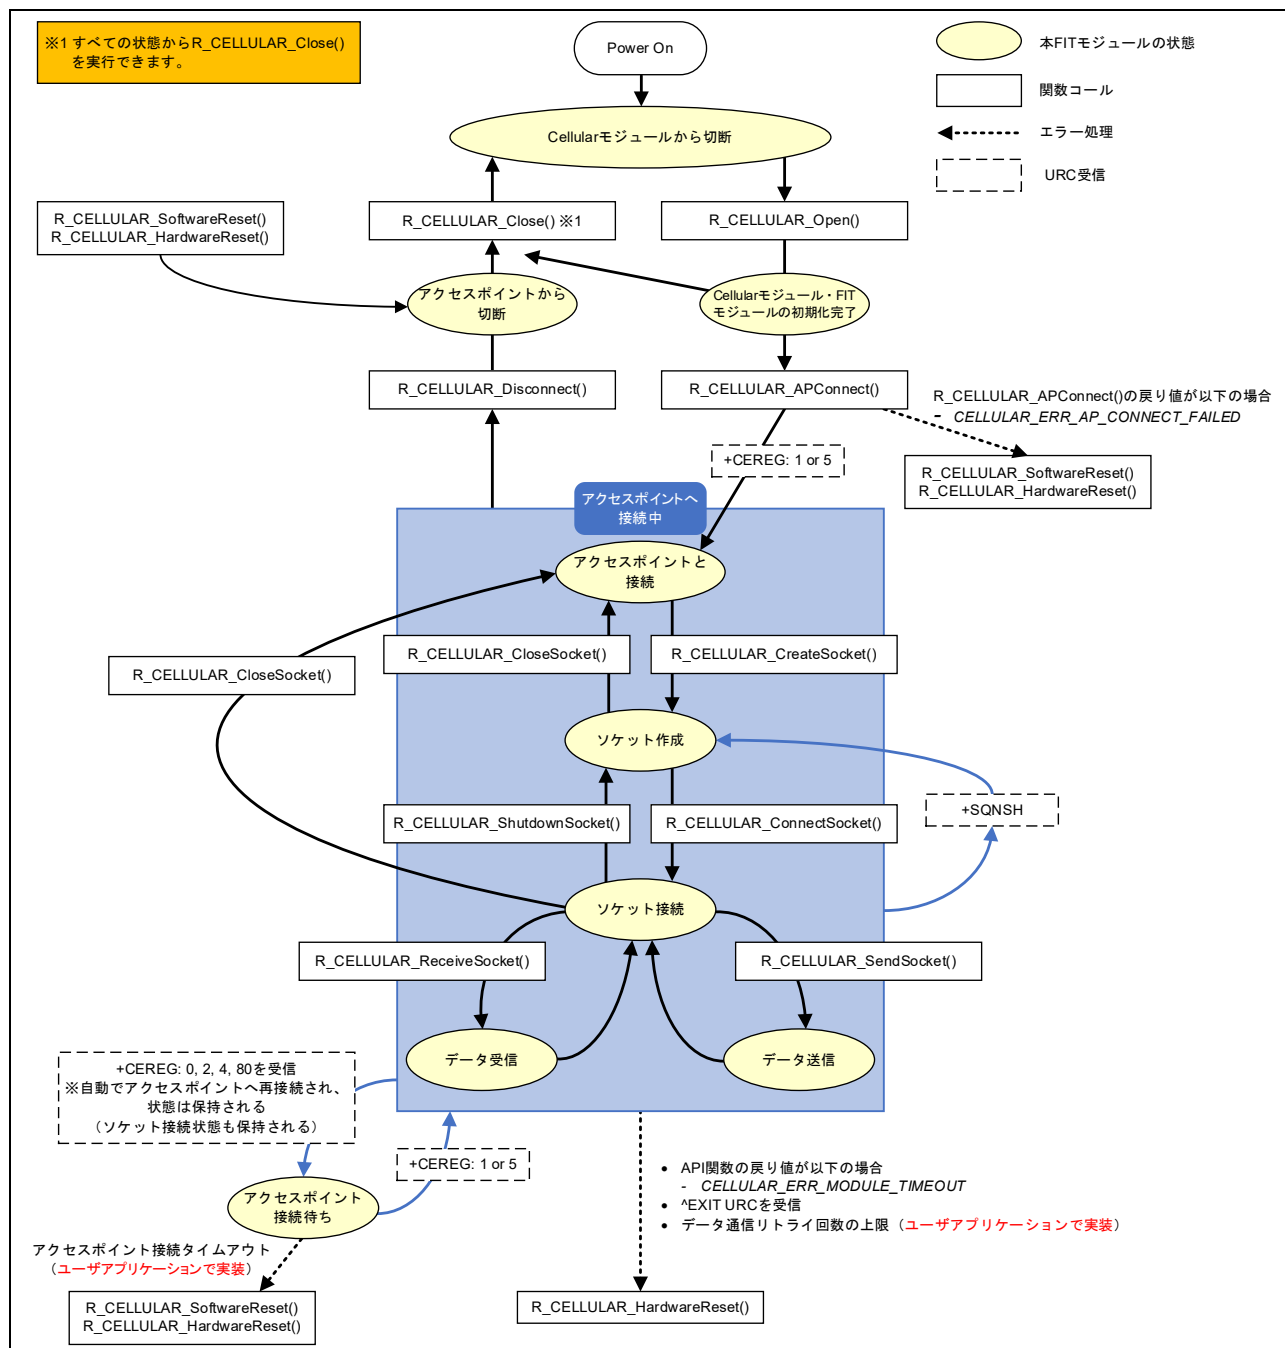 ※1 すべての状態からR_CELLULAR_Close()
を実行できます。
Power On
本FITモジュールの状態
関数コール
エラー処理
URC受信
Cellularモジュールから切断
R_CELLULAR_SoftwareReset()
R_CELLULAR_HardwareReset()
R_CELLULAR_Close() ※1
R_CELLULAR_Open()
アクセスポイントから
切断
Cellularモジュール・FIT
モジュールの初期化完了
R_CELLULAR_Disconnect()
R_CELLULAR_APConnect()
R_CELLULAR_APConnect()の戻り値が以下の場合
- CELLULAR_ERR_AP_CONNECT_FAILED
+CEREG: 1 or 5
R_CELLULAR_SoftwareReset()
R_CELLULAR_HardwareReset()
アクセスポイントへ
接続中
アクセスポイントと
接続
R_CELLULAR_CloseSocket()
R_CELLULAR_CloseSocket()
R_CELLULAR_CreateSocket()
ソケット作成
+SQNSH
R_CELLULAR_ShutdownSocket()
R_CELLULAR_ConnectSocket()
ソケット接続
R_CELLULAR_ReceiveSocket()
R_CELLULAR_SendSocket()
データ受信
データ送信
+CEREG: 0, 2, 4, 80を受信
※自動でアクセスポイントへ再接続され、
状態は保持される
（ソケット接続状態も保持される）
+CEREG: 1 or 5
アクセスポイント
接続待ち
• API関数の戻り値が以下の場合
- CELLULAR_ERR_MODULE_TIMEOUT
• ^EXIT URCを受信
• データ通信リトライ回数の上限（ユーザアプリケーションで実装）
アクセスポイント接続タイムアウト
（ユーザアプリケーションで実装）
R_CELLULAR_SoftwareReset()
R_CELLULAR_HardwareReset()
R_CELLULAR_HardwareReset()